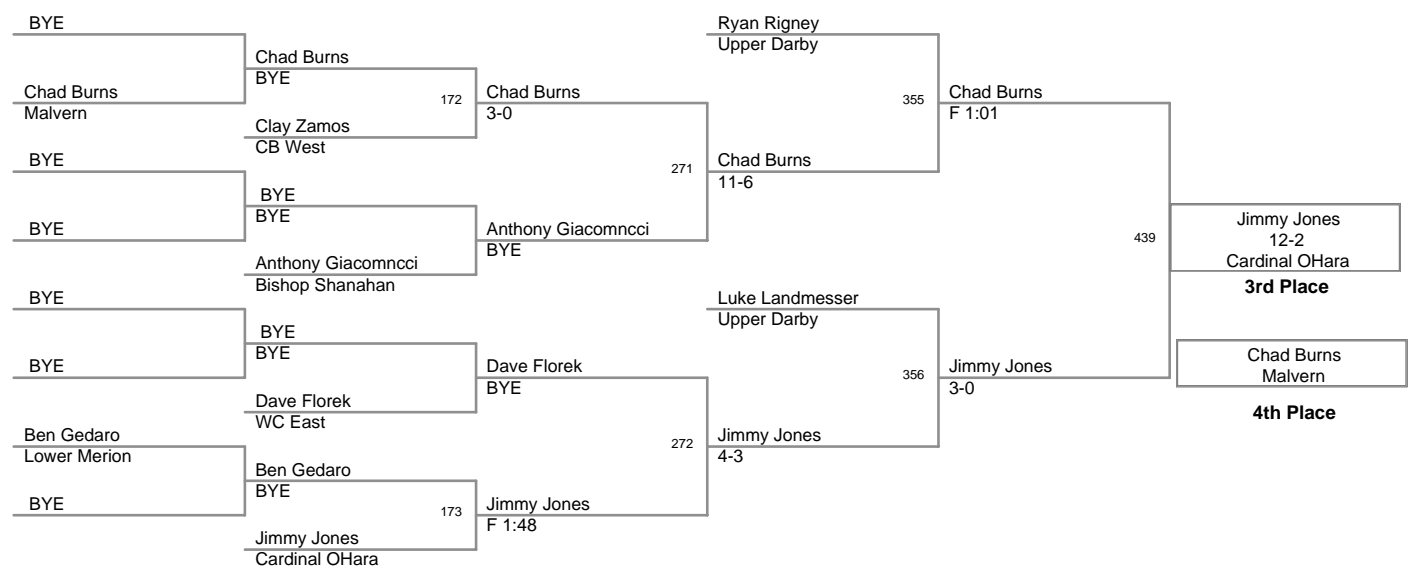 BYE
Chad Burns
Malvern
BYE
BYE
BYE
BYE
Ben Gedaro
Lower Merion
BYE
Chad Burns
BYE
172
Clay Zamos
CB West
BYE
BYE
Anthony Giacomncci
Bishop Shanahan
BYE
BYE
Dave Florek
WC East
Ben Gedaro
BYE
173
Jimmy Jones
Cardinal OHara
Chad Burns
3-0
271
Anthony Giacomncci
BYE
Dave Florek
BYE
272
Jimmy Jones
F 1:48
Ryan Rigney
Upper Darby
355
Chad Burns
11-6
Luke Landmesser
Upper Darby
356
Jimmy Jones
4-3
Chad Burns
F 1:01
439
Jimmy Jones
3-0
Jimmy Jones
12-2
Cardinal OHara
3rd Place
Chad Burns
Malvern
4th Place